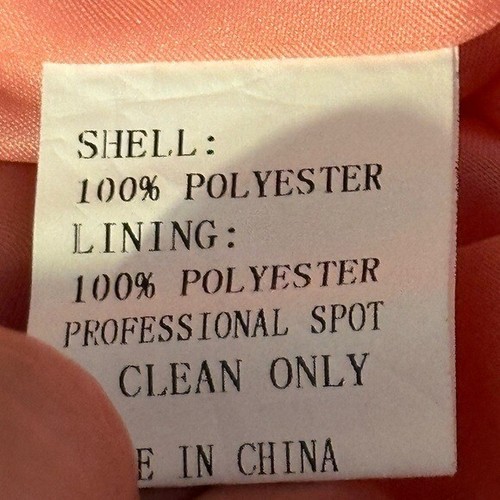 SHELL:
100% POLYESTER
LINING:
100% POLYESTER
PROFESSIONAL SPOT
CLEAN ONLY
E IN CHINA